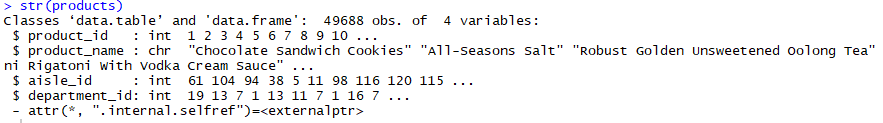 > str(products)
Classes ‘data.table’ and 'data.frame':  49688 obs. of  4 variables:
 $ product_id   : int  1 2 3 4 5 6 7 8 9 10 ...
 $ product_name : chr  "Chocolate Sandwich Cookies" "All-Seasons Salt" "Robust Golden Unsweetened Oolong Tea"
ni Rigatoni With Vodka Cream Sauce" ...
 $ aisle_id     : int  61 104 94 38 5 11 98 116 120 115 ...
 $ department_id: int  19 13 7 1 13 11 7 1 16 7 ...
 - attr(*, ".internal.selfref")=<externalptr>